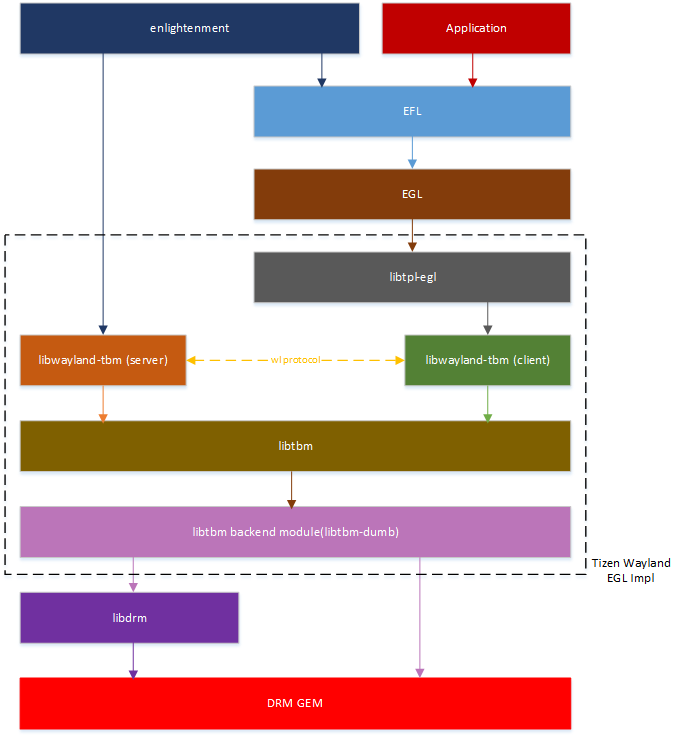 enlightenment
Application
EFL
EGL
libtpl-egl
libwayland-tbm (server)
wl protocol
libwayland-tbm (client)
libtbm
libtbm backend module(libtbm-dumb)
Tizen Wayland
EGL Impl
libdrm
DRM GEM